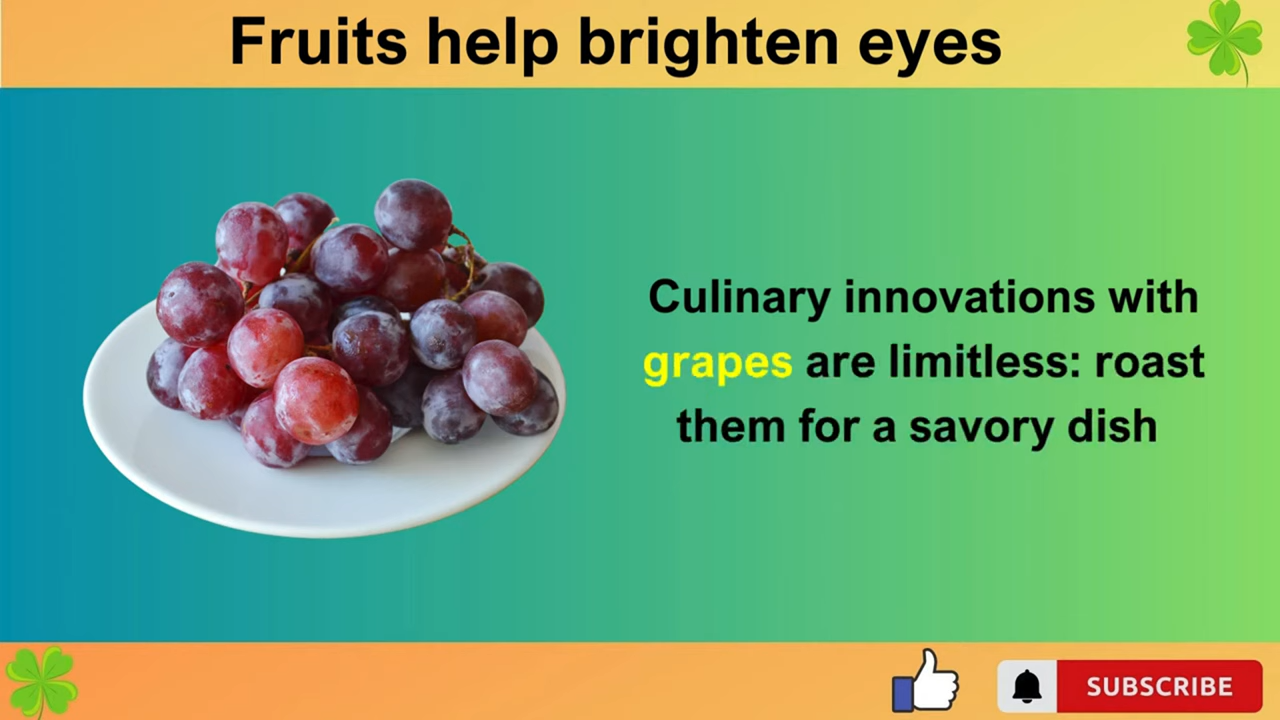 Fruits help brighten eyes
Culinary innovations with
grapes are limitless: roast
them for a savory dish
SUBSCRIBE